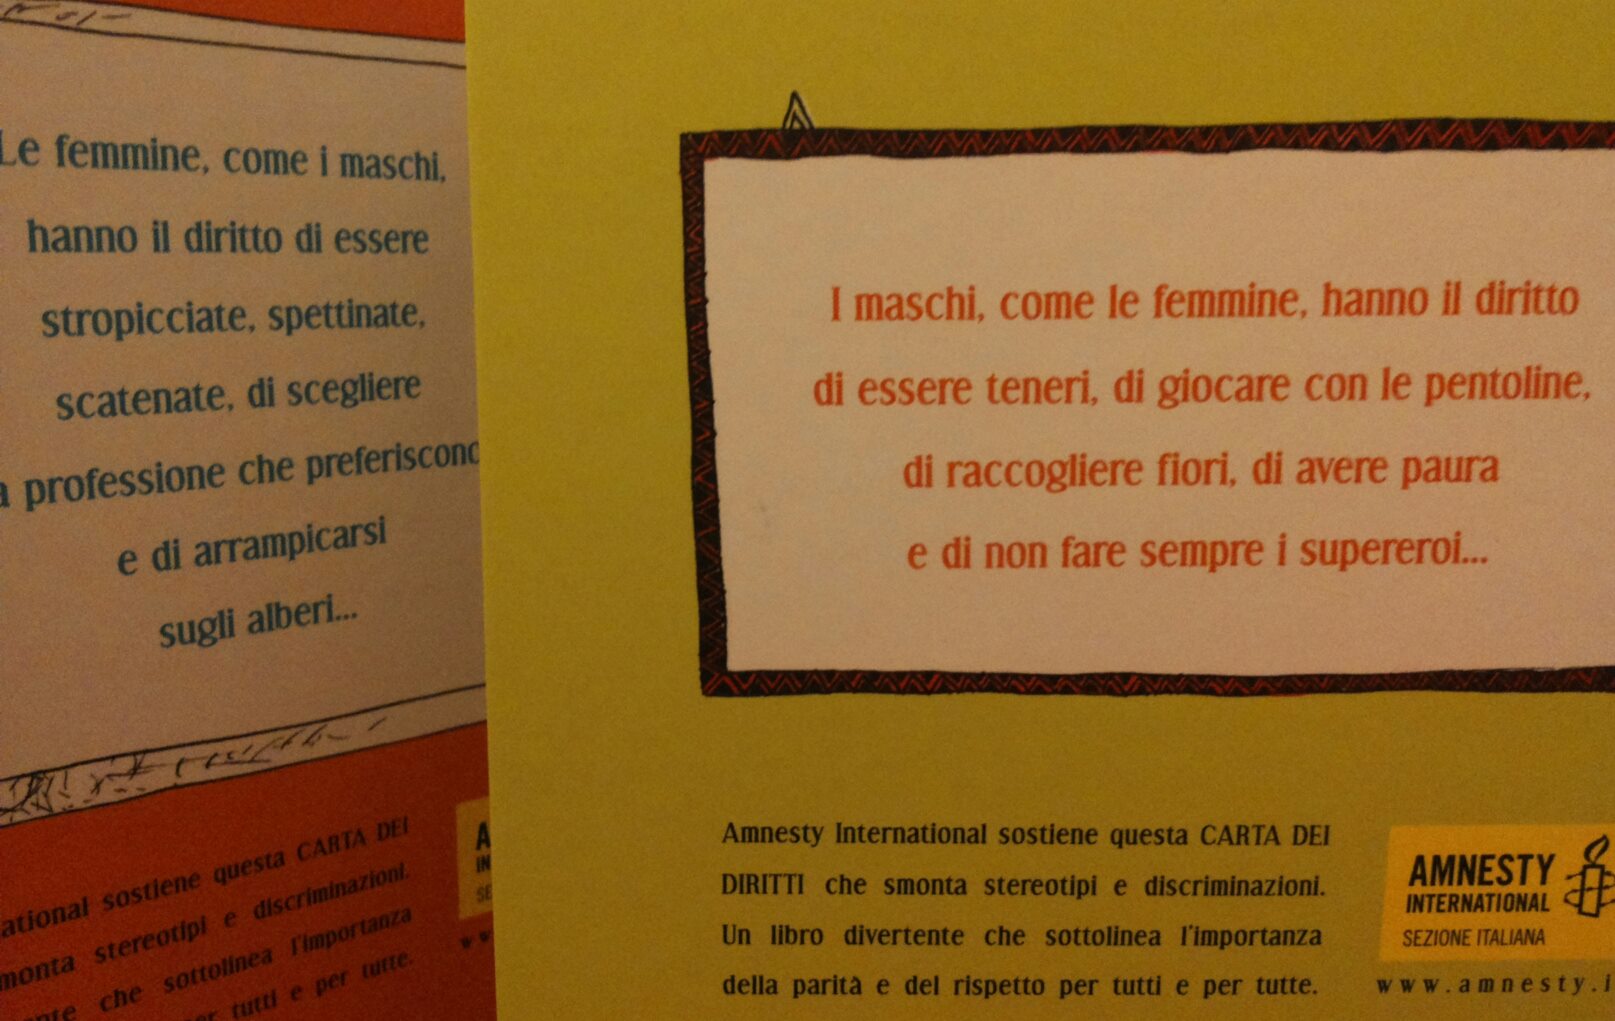 Le femmine, come i maschi,
hanno il diritto di essere
stropicciate, spettinate,
scatenate, di scegliere
professione che preferiscono
e di arrampicarsi
sugli alberi...
sostiene questa CARTA DEI
stereotipi e discriminazioni.
che sottolinea l'importanza
tutti e per tutte.
I maschi, come le femmine, hanno il diritto
di essere teneri, di giocare con le pentoline,
di raccogliere fiori, di avere paura
e di non fare sempre i supereroi...
Amnesty International sostiene questa CARTA DEI
DIRITTI che smonta stereotipi e discriminazioni.
Un libro divertente che sottolinea l'importanza
della parità e del rispetto per tutti e per tutte.
AMNESTY
INTERNATIONAL
SEZIONE ITALIANA
www.amnesty.i